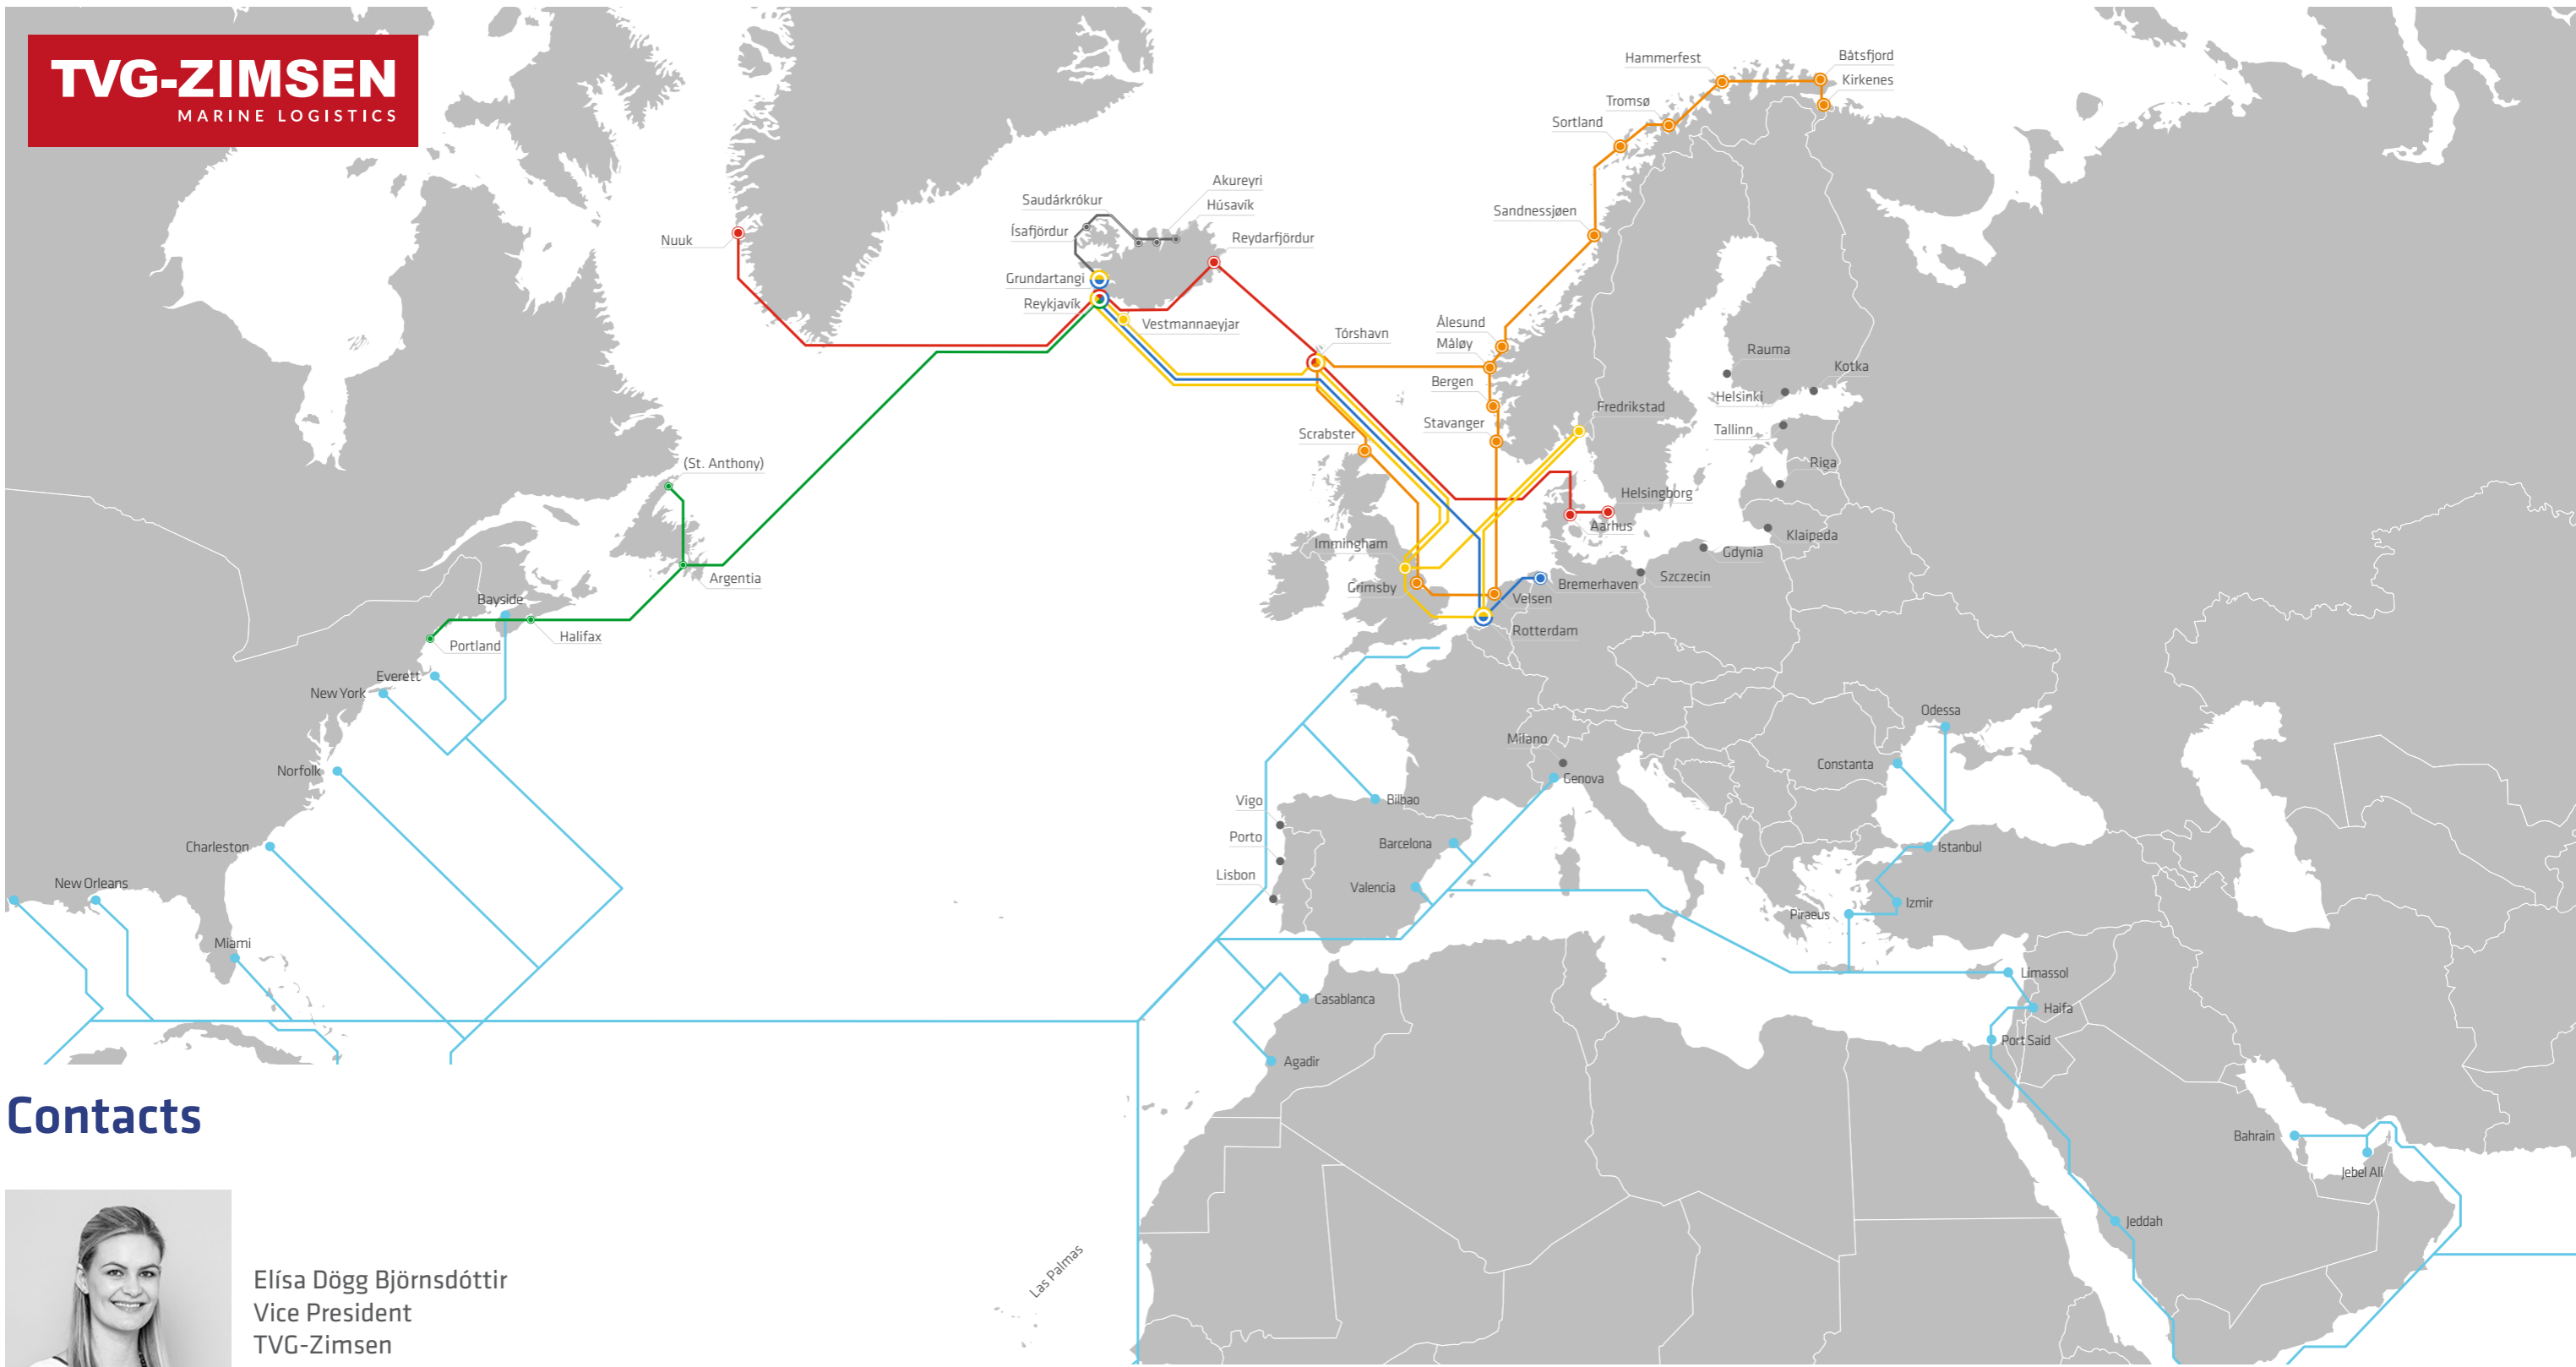 TVG-ZIMSEN
MARINE LOGISTICS
Hammerfest
Båtsfjord
Kirkenes
Tromsø
Sortland
Sandnessjøen
Akureyri
Saudárkrókur
Húsavík
Ísafjördur
Reydarfjördur
Nuuk
Grundartangi
Reykjavík
Vestmannaeyjar
Tórshavn
Ålesund
Måløy
Bergen
Stavanger
Fredrikstad
Scrabster
Rauma
Kotka
Helsinki
Tallinn
Riga
Klaipeda
Gdynia
Szczecin
Helsingborg
Aarhus
(St. Anthony)
Argentia
Immingham
Grimsby
Bremerhaven
Velsen
Rotterdam
Bayside
Halifax
Portland
Everett
New York
Norfolk
Charleston
New Orleans
Miami
Odessa
Constanta
Milano
Genova
Vigo
Bilbao
Porto
Barcelona
Lisbon
Valencia
Istanbul
Izmir
Piraeus
Limassol
Haifa
Port Said
Casablanca
Agadir
Bahrain
Jebel Ali
Jeddah
Las Palmas
Contacts
Elísa Dögg Björnsdóttir
Vice President
TVG-Zimsen